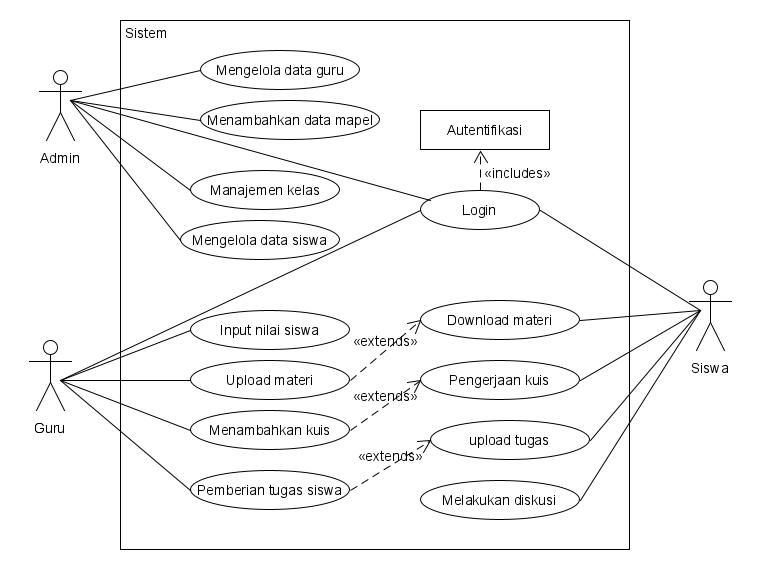 Sistem
Mengelola data guru
Menambahkan data mapel
Autentifikasi
Admin
«includes»
Manajemen kelas
Login
Mengelola data siswa
Input nilai siswa
Download materi
«extends»
Siswa
Upload materi
Pengerjaan kuis
«extends»
Guru
Menambahkan kuis
upload tugas
«extends»
Pemberian tugas siswa
Melakukan diskusi